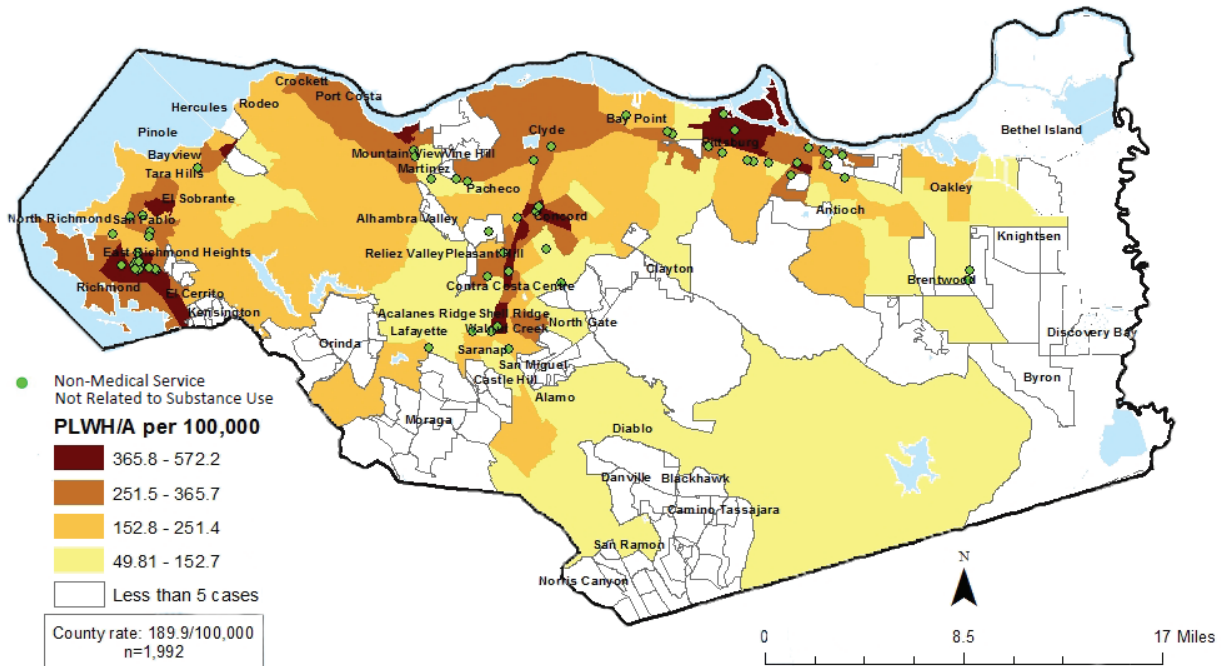 Crockett
Port Costa
Rodeo
Hercules
Pinole
Bayview
Tara Hills
El Sobrante
North Richmond
San Pablo
East Richmond Heights
Richmond
El Cerrito
Kensington
Clyde
Bay Point
Pittsburg
Mountain View
Vine Hill
Martinez
Pacheco
Alhambra Valley
Concord
Reliez Valley
Pleasant Hill
Contra Costa Centre
Clayton
Antioch
Oakley
Bethel Island
Knightsen
Brentwood
Discovery Bay
Byron
Acalanes Ridge
Shell Ridge
Lafayette
Walnut Creek
North Gate
Orinda
Saranap
San Miguel
Castle Hill
Alamo
Moraga
Diablo
Danville
Blackhawk
Camino Tassajara
San Ramon
Norris Canyon
Non-Medical Service
Not Related to Substance Use
PLWH/A per 100,000
365.8 - 572.2
251.5 - 365.7
152.8 - 251.4
49.81 - 152.7
Less than 5 cases
County rate: 189.9/100,000
n=1,992
N
0 8.5 17 Miles